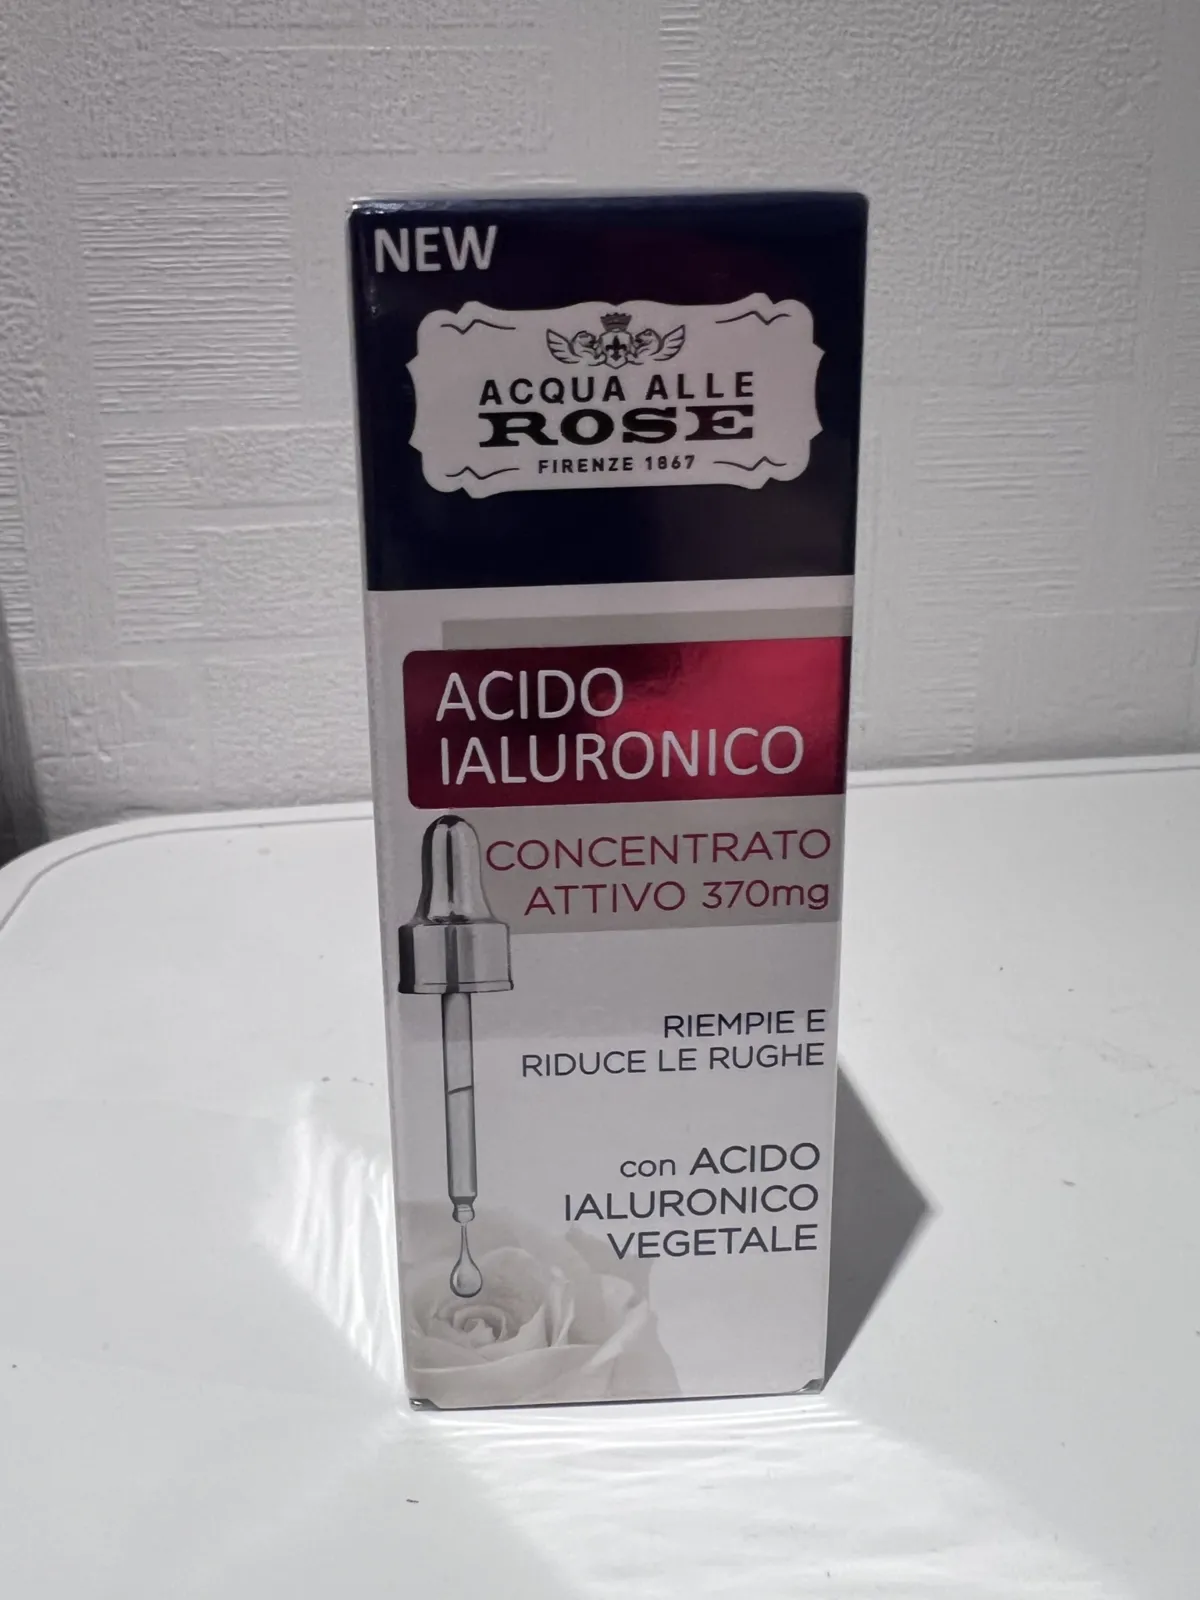 NEW
ACQUA ALLE
ROSE
FIRENZE 1867
ACIDO
IALURONICO
CONCENTRATO
ATTIVO 370mg
RIEMPIE E
RIDUCE LE RUGHE
con ACIDO
IALURONICO
VEGETALE